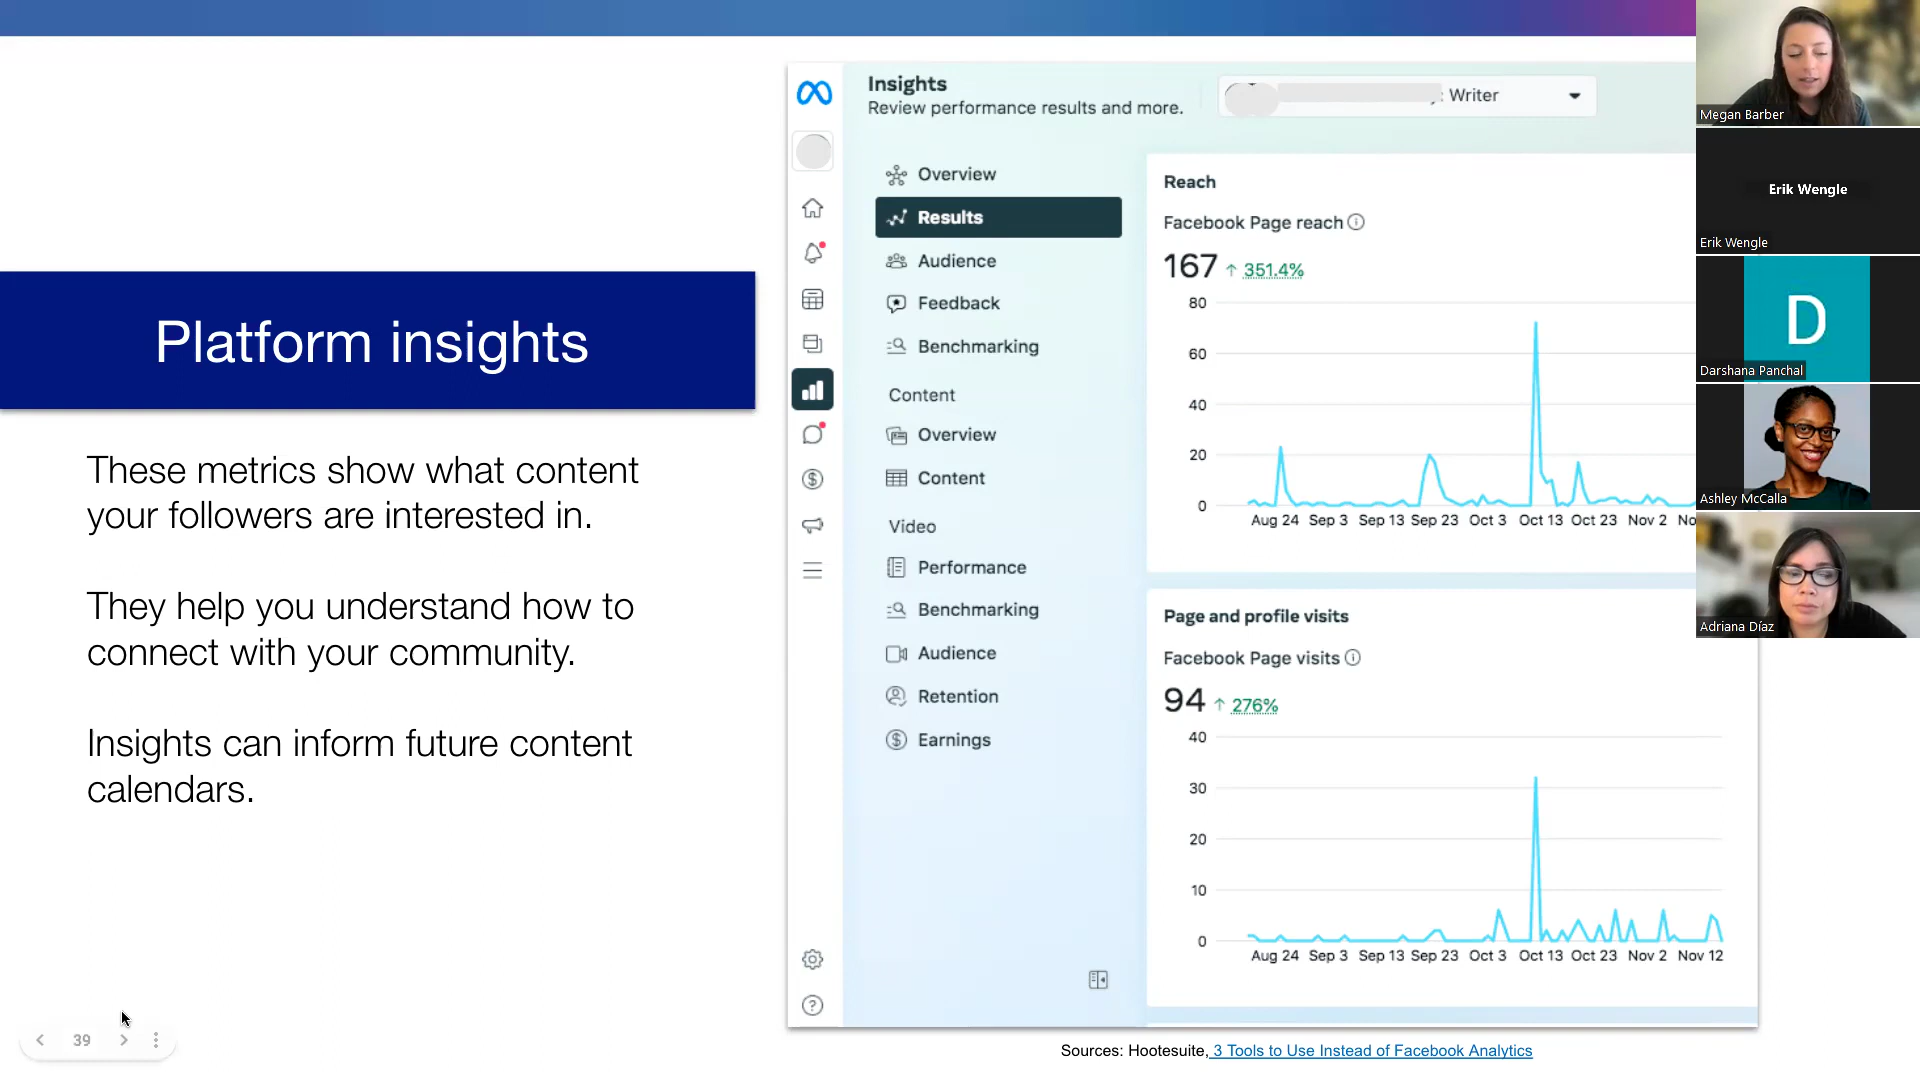 Platform insights
These metrics show what content
your followers are interested in.
They help you understand how to
connect with your community.
Insights can inform future content
calendars.
39
Insights
Review performance results and more.
: Writer
Overview
Results
Audience
Feedback
Benchmarking
Content
Overview
Content
Video
Performance
Benchmarking
Audience
Retention
Earnings
Reach
Facebook Page reach
167 ↑ 351.4%
80
60
40
20
0
Aug 24 Sep 3 Sep 13 Sep 23 Oct 3 Oct 13 Oct 23 Nov 2 No
Page and profile visits
Facebook Page visits
94 ↑ 276%
40
30
20
10
0
Aug 24 Sep 3 Sep 13 Sep 23 Oct 3 Oct 13 Oct 23 Nov 2 Nov 12
Sources: Hootesuite, 3 Tools to Use Instead of Facebook Analytics
Megan Barber
Erik Wengle
Erik Wengle
D
Darshana Panchal
Ashley McCalla
Adriana Díaz